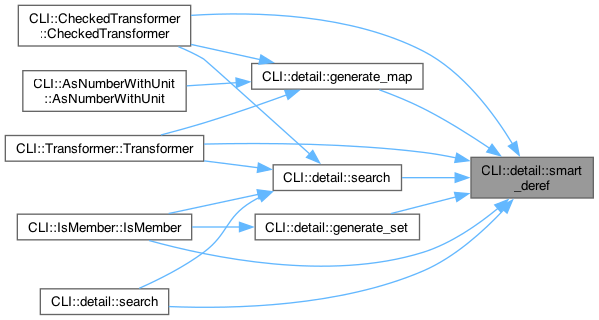 CLI::CheckedTransformer
::CheckedTransformer
CLI::detail::generate_map
CLI::AsNumberWithUnit
::AsNumberWithUnit
CLI::Transformer::Transformer
CLI::detail::search
CLI::detail::smart
_deref
CLI::IsMember::IsMember
CLI::detail::generate_set
CLI::detail::search